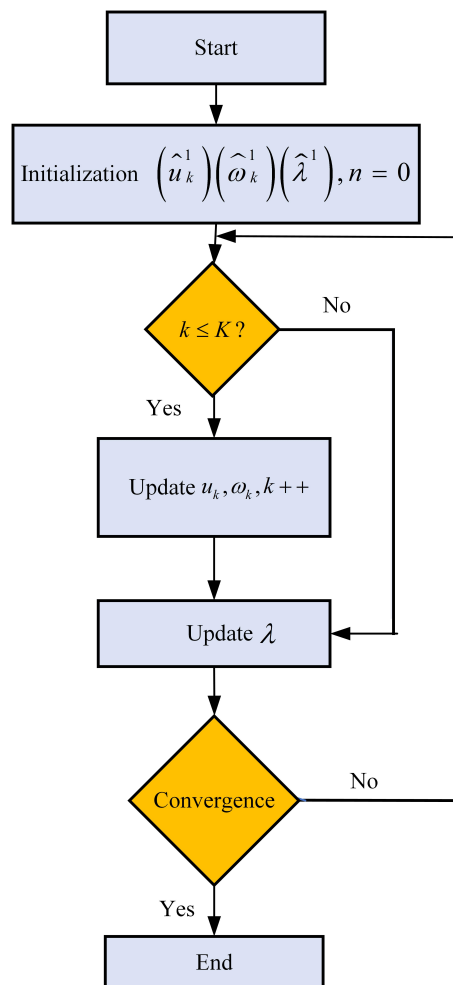 Start
Initialization (û_k^1)(ω̂_k^1)(λ̂^1), n = 0
k ≤ K?
No
Yes
Update u_k, ω_k, k++
Update λ
Convergence
No
Yes
End